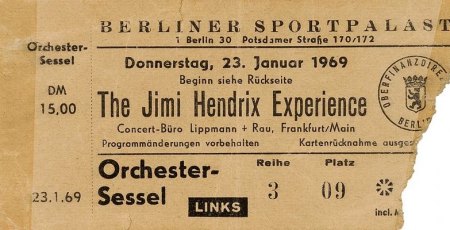 BERLINER SPORTPALAST
1 Berlin 30 Potsdamer Straße 170/172
Orchester-
Sessel
DM
15,00
23.1.69
Donnerstag, 23. Januar 1969
Beginn siehe Rückseite
The Jimi Hendrix Experience
Concert-Büro Lippmann + Rau, Frankfurt/Main
Programmänderungen vorbehalten Kartenrücknahme ausges
OBERFINANZDIRE
BERLIN
Orchester-
Sessel
LINKS
Reihe
3
Platz
09
incl.